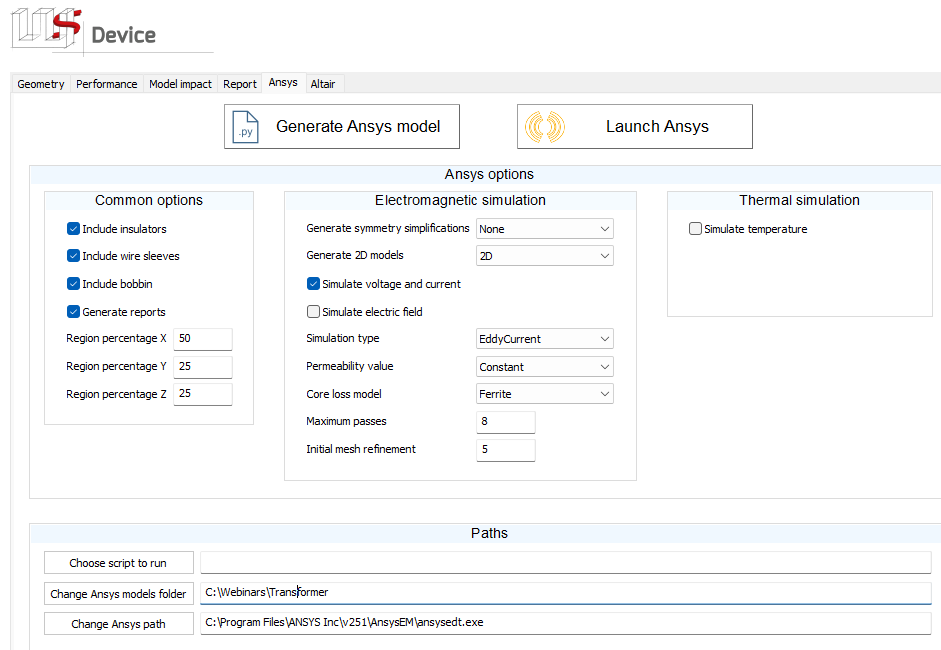 Device
Geometry Performance Model impact Report Ansys Altair
.py Generate Ansys model Launch Ansys
Ansys options
Common options
Include insulators
Include wire sleeves
Include bobbin
Generate reports
Region percentage X 50
Region percentage Y 25
Region percentage Z 25
Electromagnetic simulation
Generate symmetry simplifications None
Generate 2D models 2D
Simulate voltage and current
Simulate electric field
Simulation type EddyCurrent
Permeability value Constant
Core loss model Ferrite
Maximum passes 8
Initial mesh refinement 5
Thermal simulation
Simulate temperature
Paths
Choose script to run
Change Ansys models folder C:\Webinars\Transformer
Change Ansys path C:\Program Files\ANSYS Inc\v251\AnsysEM\ansysedt.exe